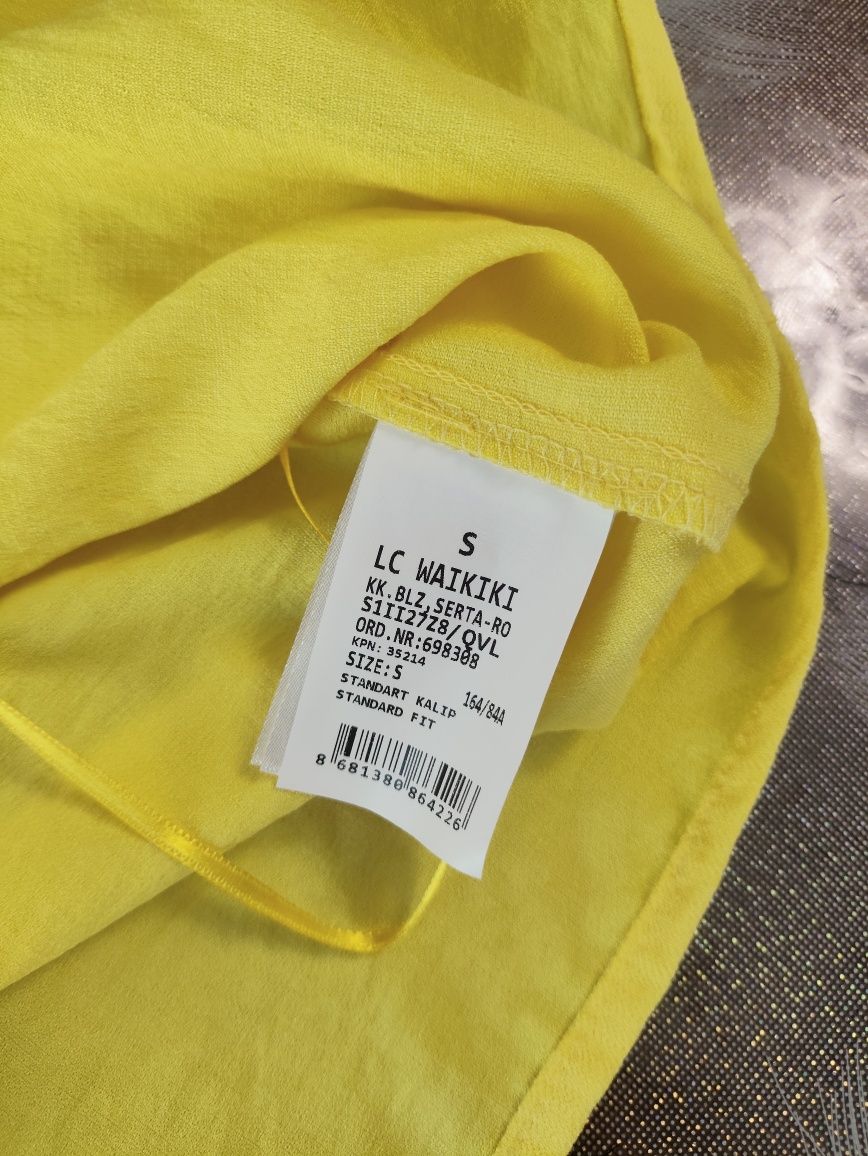 S
LC WAIKIKI
KK.BLZ,SERTA-RO
S1II27Z8/QVL
ORD.NR:698308
KPN: 35214
SIZE:S 164/84A
STANDART KALIP
STANDARD FIT
8 681380 864226